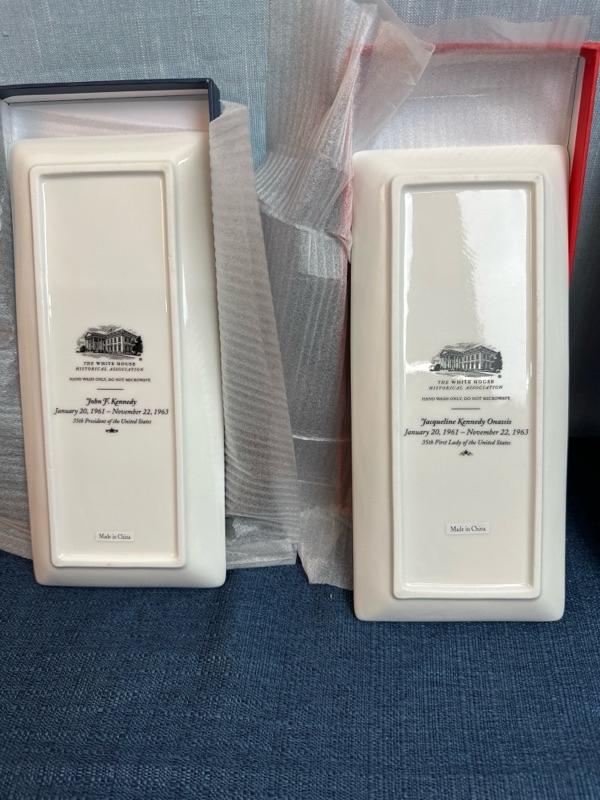 THE WHITE HOUSE
HISTORICAL ASSOCIATION
HAND WASH ONLY, DO NOT MICROWAVE
John F. Kennedy
January 20, 1961 – November 22, 1963
35th President of the United States
Made in China
THE WHITE HOUSE
HISTORICAL ASSOCIATION
HAND WASH ONLY, DO NOT MICROWAVE
Jacqueline Kennedy Onassis
January 20, 1961 – November 22, 1963
35th First Lady of the United States
Made in China